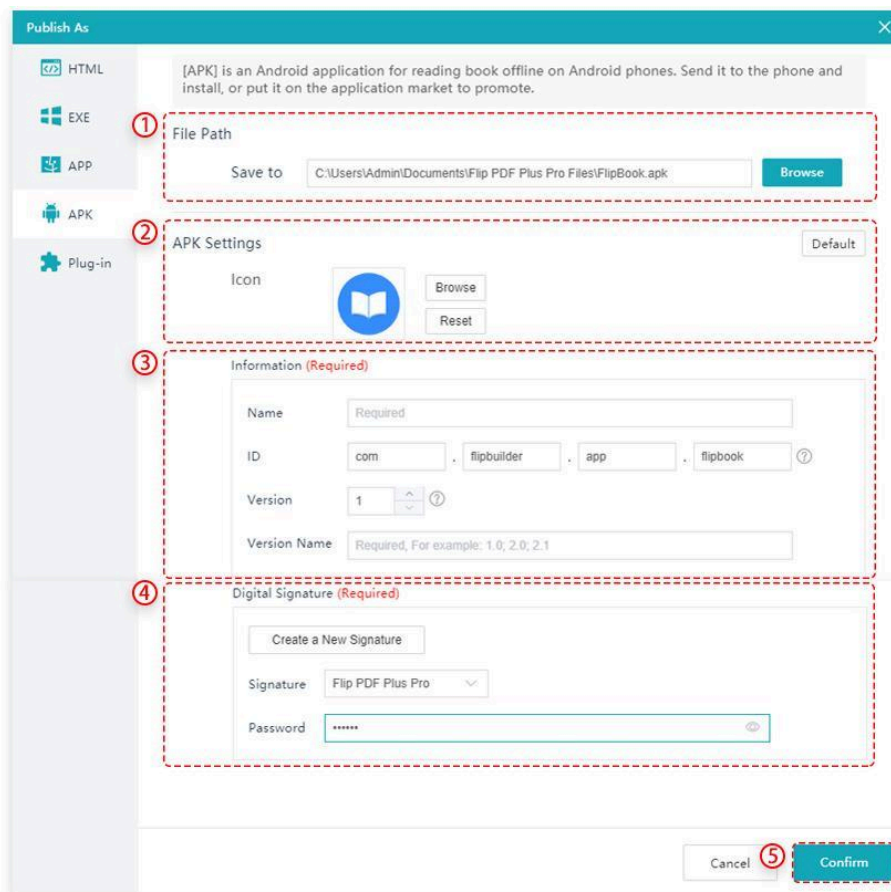 Publish As
HTML
EXE
APP
APK
Plug-in
[APK] is an Android application for reading book offline on Android phones. Send it to the phone and
install, or put it on the application market to promote.
①
File Path
Save to C:\Users\Admin\Documents\Flip PDF Plus Pro Files\FlipBook.apk Browse
②
APK Settings Default
Icon
Browse
Reset
③
Information (Required)
Name Required
ID com . flipbuilder . app . flipbook ?
Version 1 ?
Version Name Required, For example: 1.0; 2.0; 2.1
④
Digital Signature (Required)
Create a New Signature
Signature Flip PDF Plus Pro
Password ••••••
Cancel ⑤ Confirm